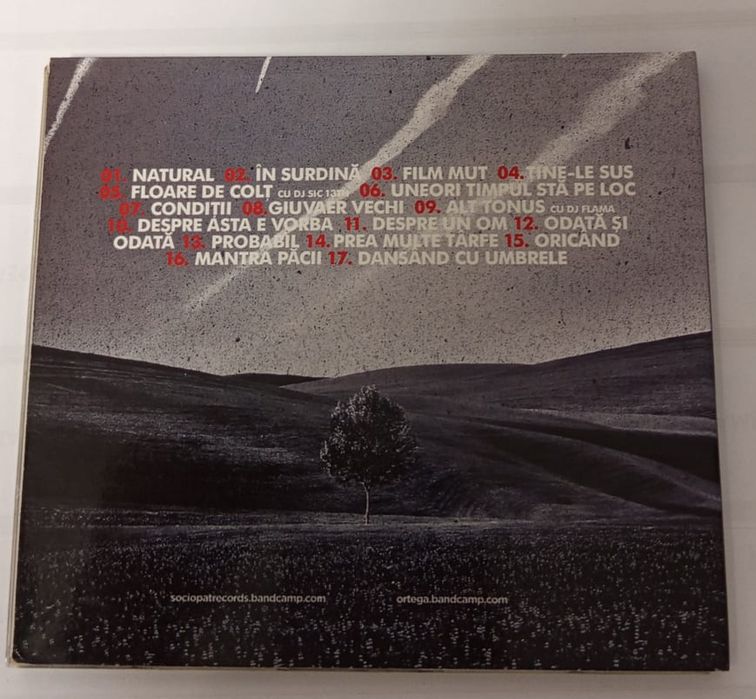 01. NATURAL 02. ÎN SURDINĂ 03. FILM MUT 04. ȚINE-LE SUS
05. FLOARE DE COLȚ CU DJ SIC 13TH 06. UNEORI TIMPUL STĂ PE LOC
07. CONDIȚII 08. GIUVAER VECHI 09. ALT TONUS CU DJ FLAMA
10. DESPRE ASTA E VORBA 11. DESPRE UN OM 12. ODATĂ ȘI
ODATĂ 13. PROBABIL 14. PREA MULTE TÂRFE 15. ORICÂND
16. MANTRA PĂCII 17. DANSÂND CU UMBRELE
sociopatrecords.bandcamp.com ortega.bandcamp.com